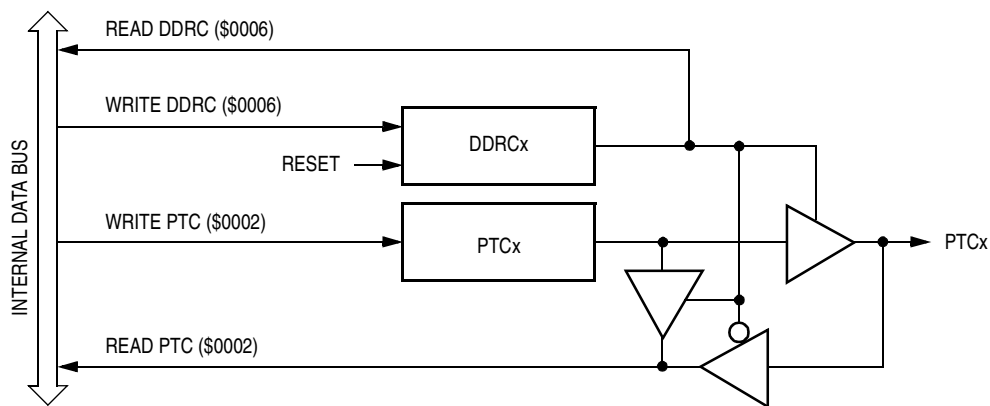 READ DDRC ($0006)
WRITE DDRC ($0006)
DDRCx
RESET
INTERNAL DATA BUS
WRITE PTC ($0002)
PTCx
PTCx
READ PTC ($0002)